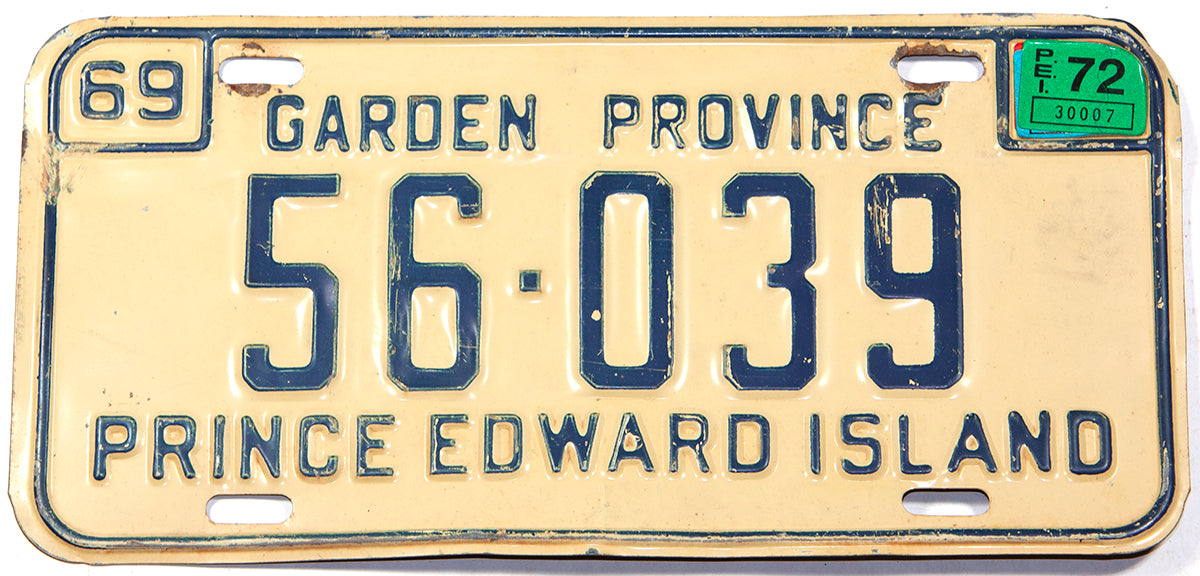 69
P.E.I. 72
30007
GARDEN PROVINCE
56·039
PRINCE EDWARD ISLAND